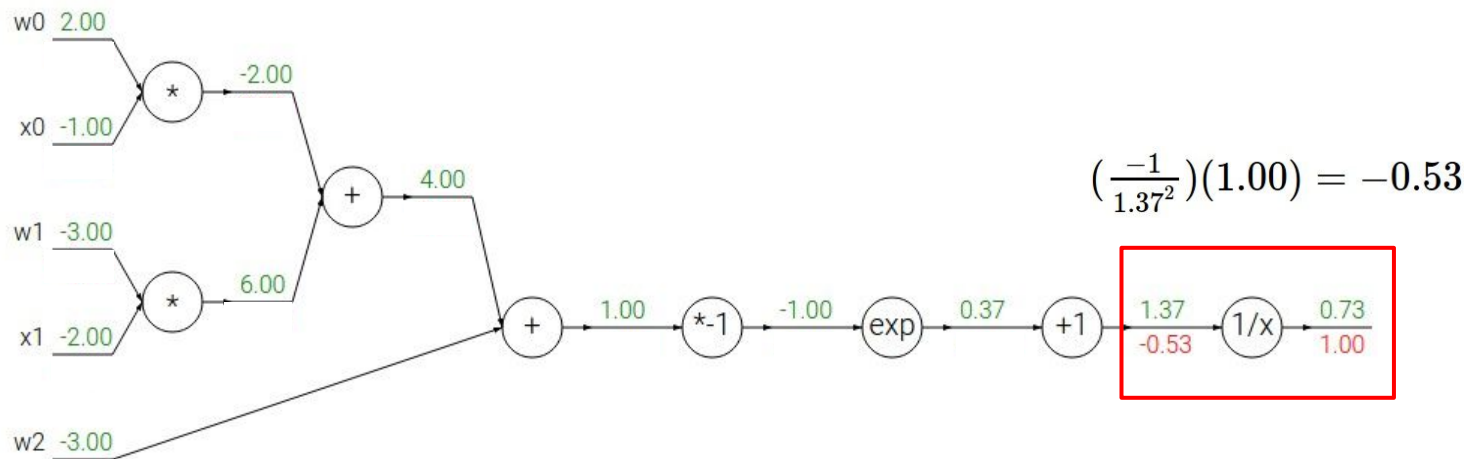 w0 2.00
-2.00
*
x0 -1.00
4.00
+
(\frac{-1}{1.37^2})(1.00) = -0.53
w1 -3.00
6.00
*
x1 -2.00
+ 1.00 *-1 -1.00 exp 0.37 +1 1.37 1/x 0.73
-0.53 1.00
w2 -3.00